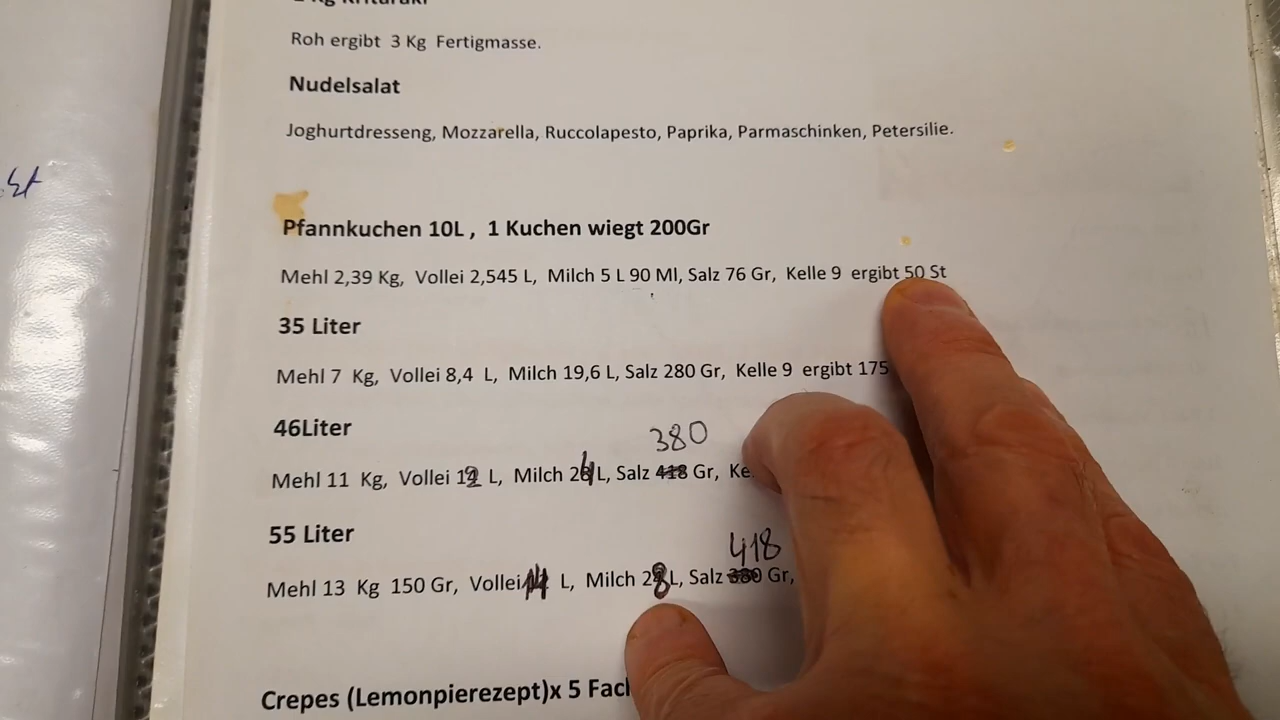 Roh ergibt 3 Kg Fertigmasse.
Nudelsalat
Joghurtdresseng, Mozzarella, Ruccolapesto, Paprika, Parmaschinken, Petersilie.
Pfannkuchen 10L , 1 Kuchen wiegt 200Gr
Mehl 2,39 Kg, Vollei 2,545 L, Milch 5 L 90 Ml, Salz 76 Gr, Kelle 9 ergibt 50 St
35 Liter
Mehl 7 Kg, Vollei 8,4 L, Milch 19,6 L, Salz 280 Gr, Kelle 9 ergibt 175
46Liter
380
Mehl 11 Kg, Vollei 12 L, Milch 24 L, Salz 418 Gr,
55 Liter
418
Mehl 13 Kg 150 Gr, Vollei 14 L, Milch 28 L, Salz 380 Gr,
Crepes (Lemonpierezept)x 5 Fach